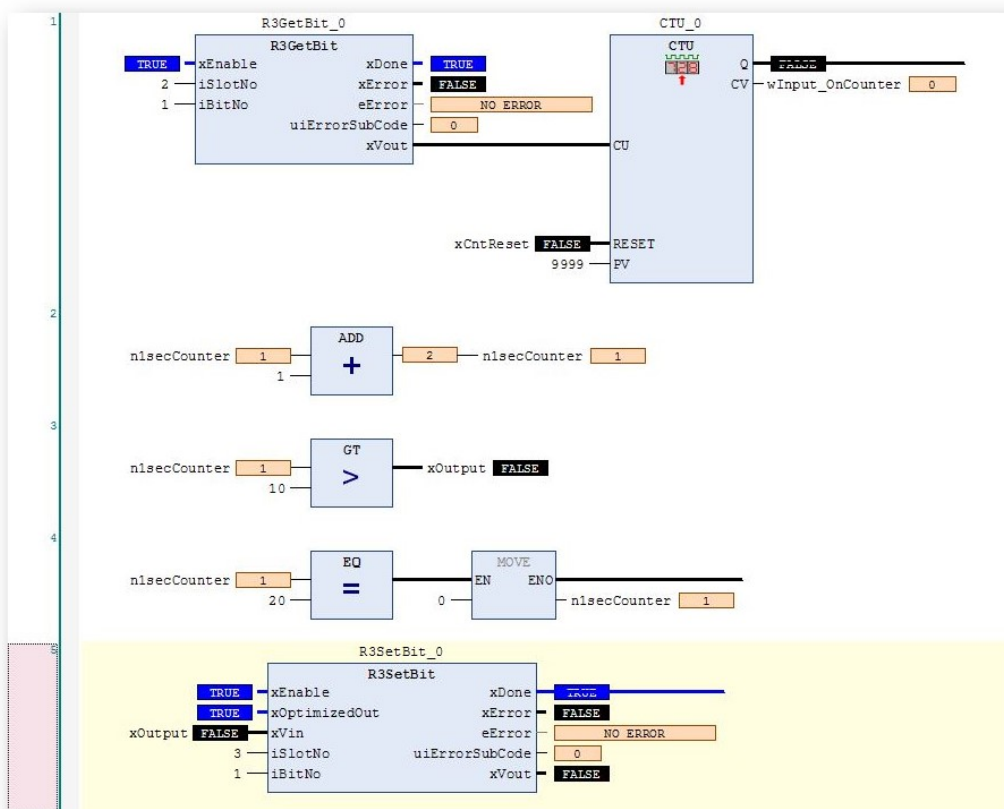 1
R3GetBit_0
CTU_0
R3GetBit
CTU
TRUE xEnable xDone TRUE
Q FALSE
2 iSlotNo xError FALSE
CV wInput_OnCounter 0
1 iBitNo eError NO ERROR
uiErrorSubCode 0
xVout
CU
xCntReset FALSE RESET
9999 PV
2
ADD
n1secCounter 1 + 2 n1secCounter 1
1
3
GT
n1secCounter 1 > xOutput FALSE
10
4
EQ
MOVE
n1secCounter 1 = EN ENO
20 0 n1secCounter 1
5
R3SetBit_0
R3SetBit
TRUE xEnable xDone TRUE
TRUE xOptimizedOut xError FALSE
xOutput FALSE xVin eError NO ERROR
3 iSlotNo uiErrorSubCode 0
1 iBitNo xVout FALSE